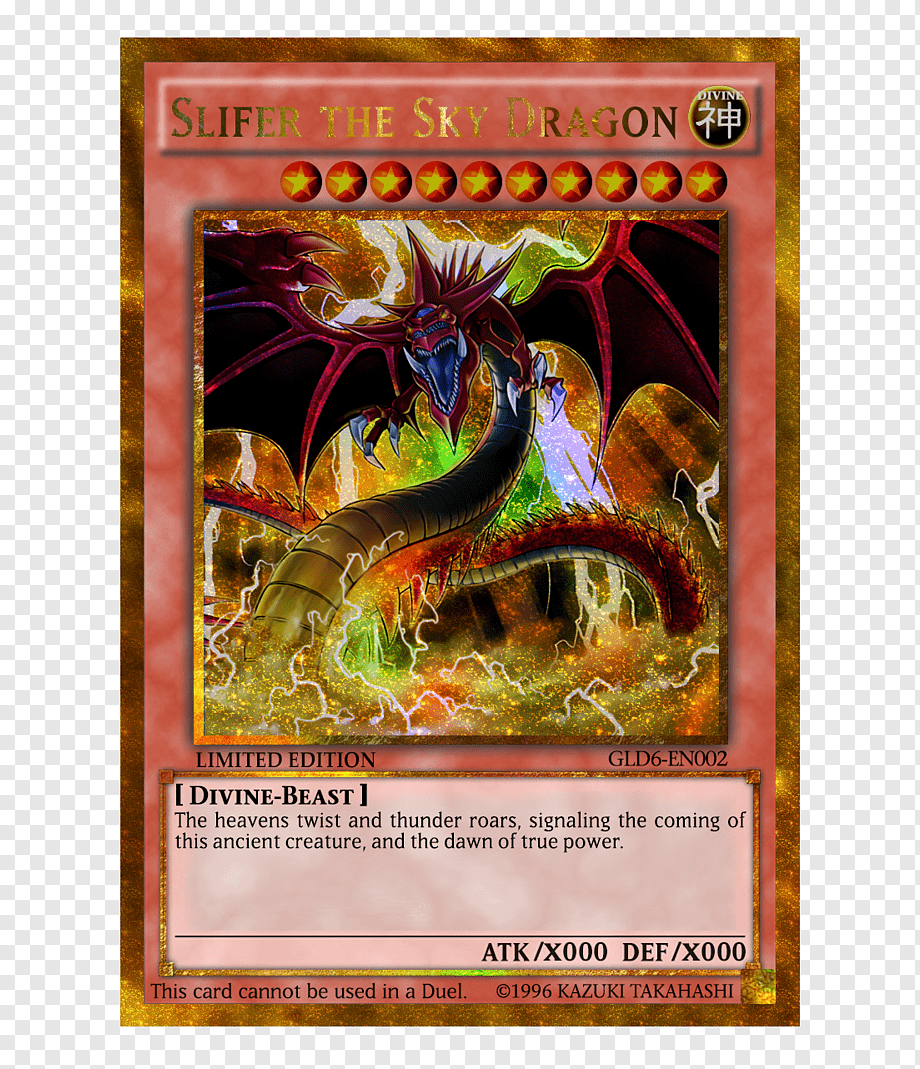 Slifer the Sky Dragon
DIVINE
神
LIMITED EDITION
GLD6-EN002
[ Divine-Beast ]
The heavens twist and thunder roars, signaling the coming of
this ancient creature, and the dawn of true power.
ATK/X000 DEF/X000
This card cannot be used in a Duel. ©1996 KAZUKI TAKAHASHI